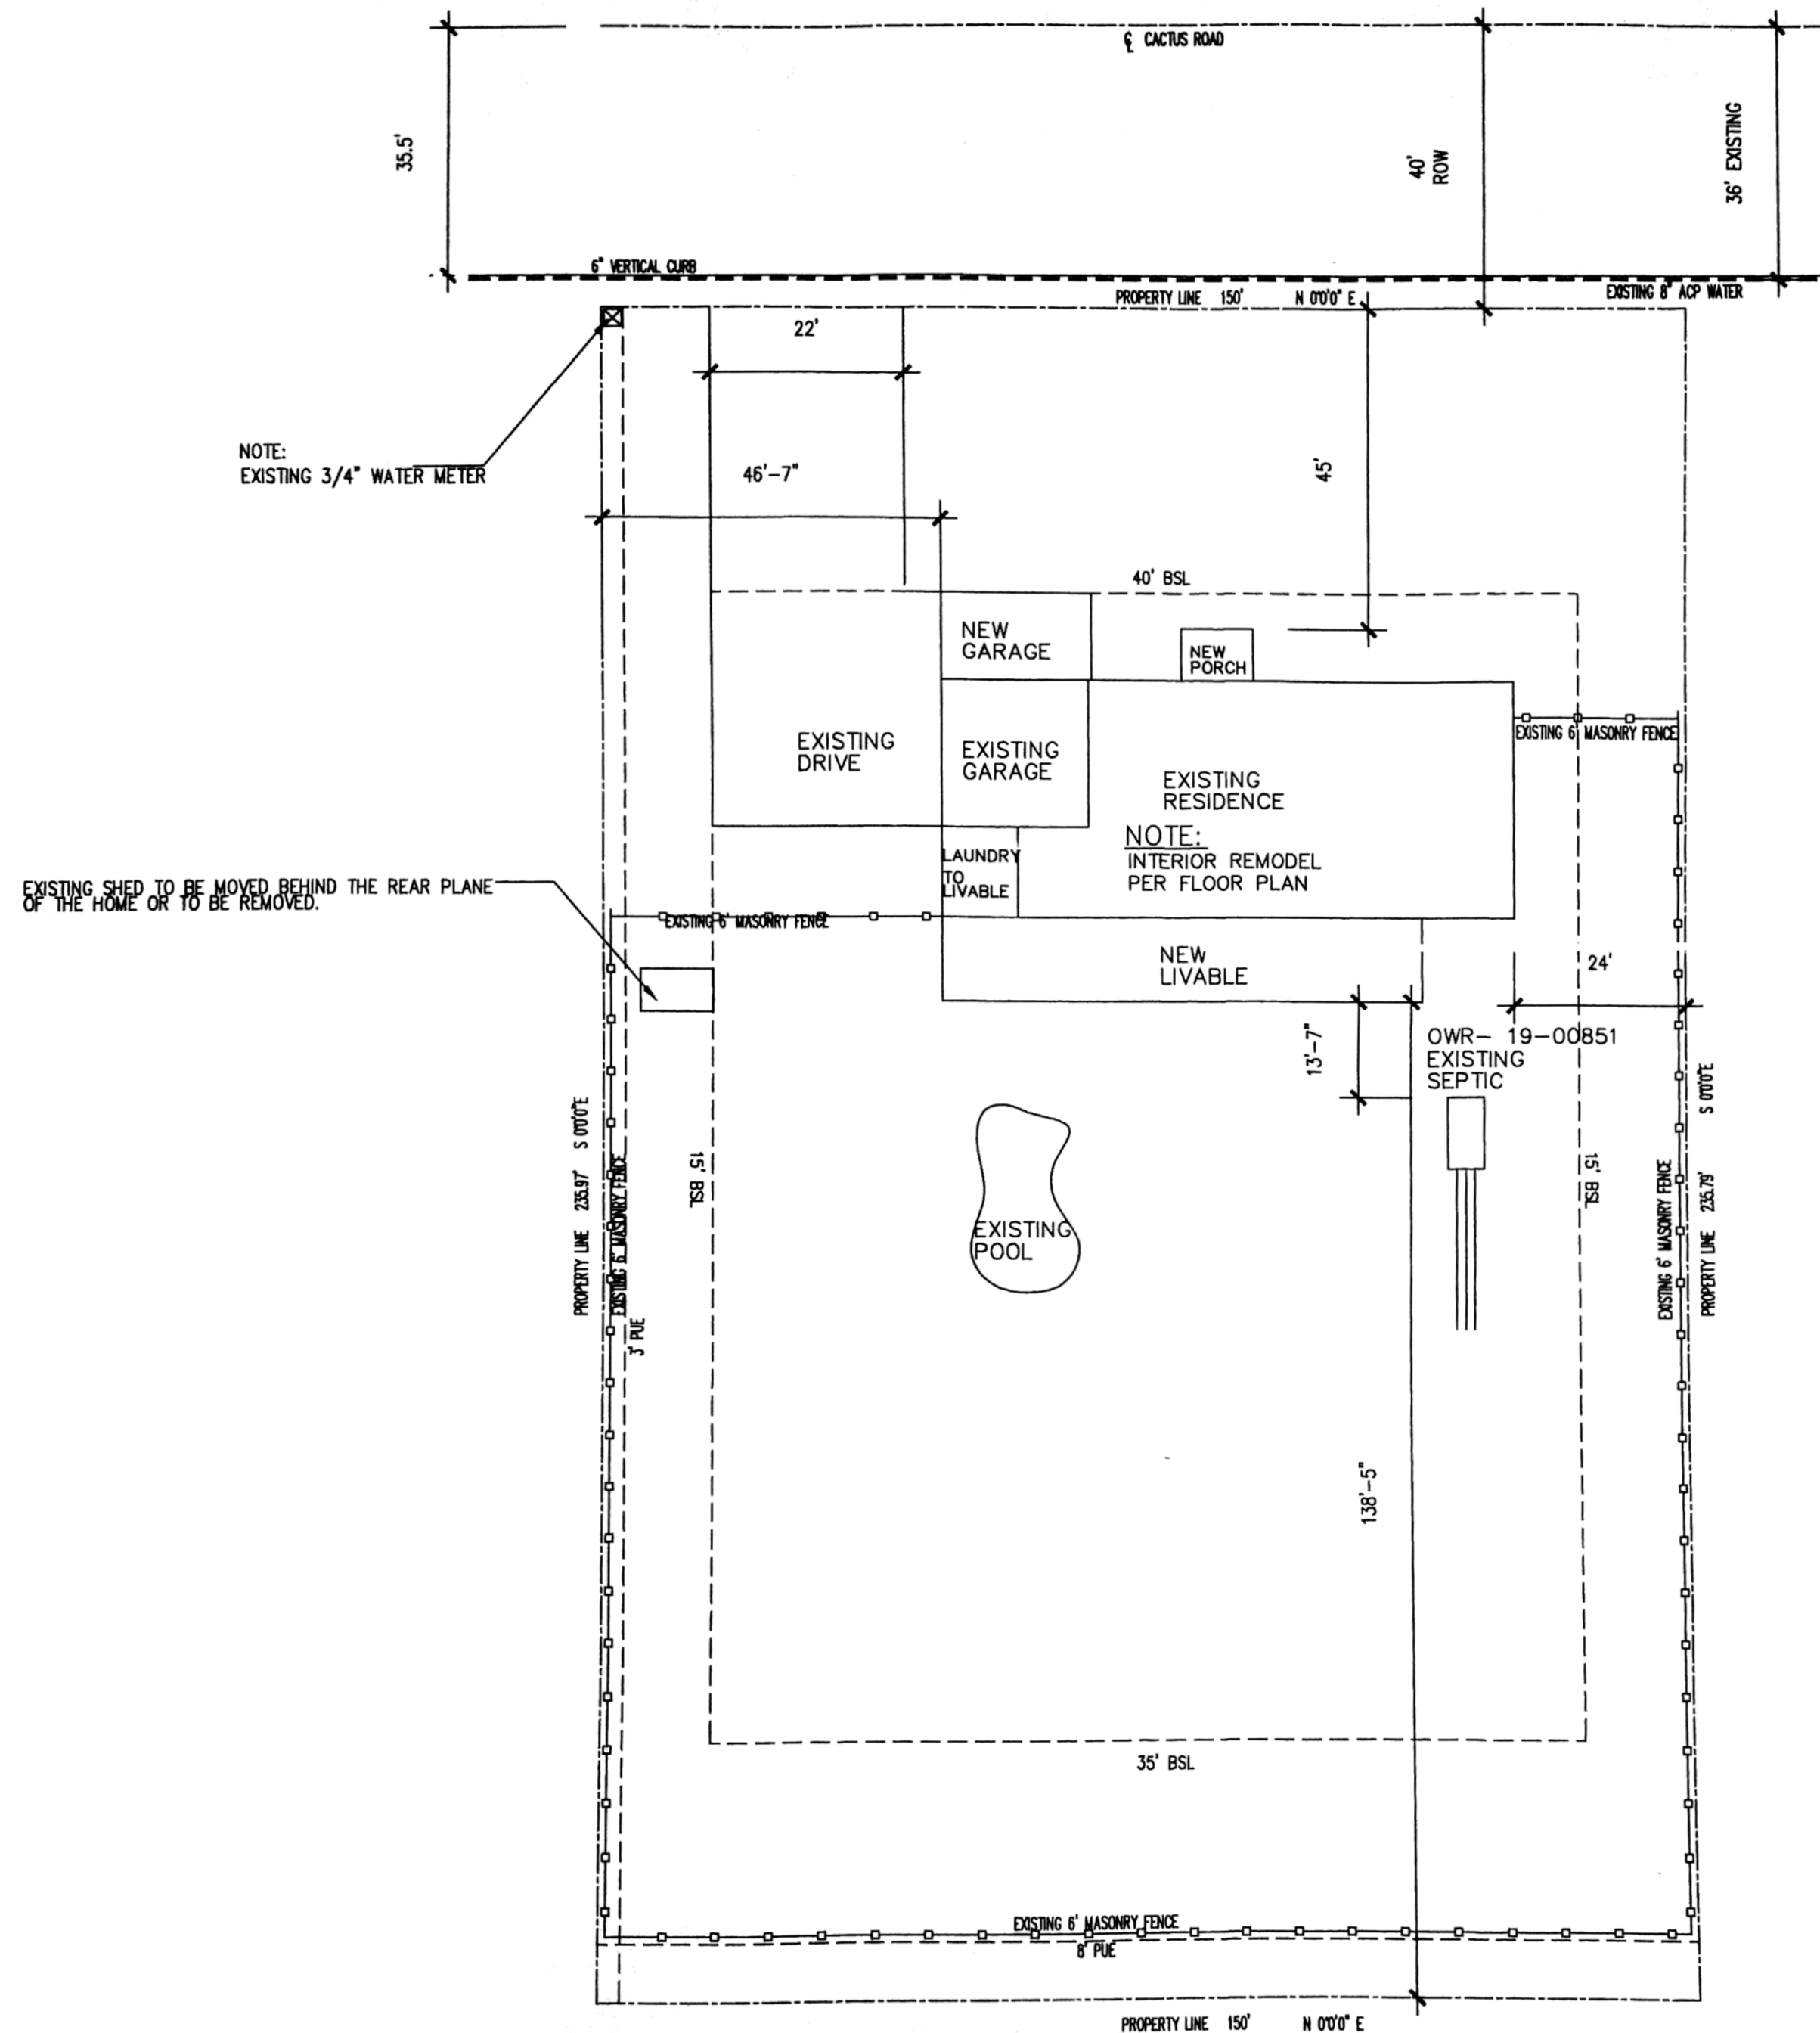 ℄ CACTUS ROAD
35.5'
40'
ROW
36' EXISTING
6" VERTICAL CURB
PROPERTY LINE 150' N 0'0'0" E
EXISTING 8" ACP WATER
22'
NOTE:
EXISTING 3/4" WATER METER
46'-7"
45'
40' BSL
NEW
GARAGE
NEW
PORCH
EXISTING
DRIVE
EXISTING
GARAGE
EXISTING
RESIDENCE
EXISTING 6' MASONRY FENCE
NOTE:
INTERIOR REMODEL
PER FLOOR PLAN
LAUNDRY
TO
LIVABLE
EXISTING SHED TO BE MOVED BEHIND THE REAR PLANE
OF THE HOME OR TO BE REMOVED.
EXISTING 6' MASONRY FENCE
NEW
LIVABLE
24'
13'-7"
OWR- 19-00851
EXISTING
SEPTIC
PROPERTY LINE 235.97' S 0'0'0"E
EXISTING 6' MASONRY FENCE
3' PUE
15' BSL
EXISTING
POOL
15' BSL
EXISTING 6' MASONRY FENCE
PROPERTY LINE 235.79' S 0'0'0"E
138'-5"
35' BSL
EXISTING 6' MASONRY FENCE
8' PUE
PROPERTY LINE 150' N 0'0'0" E